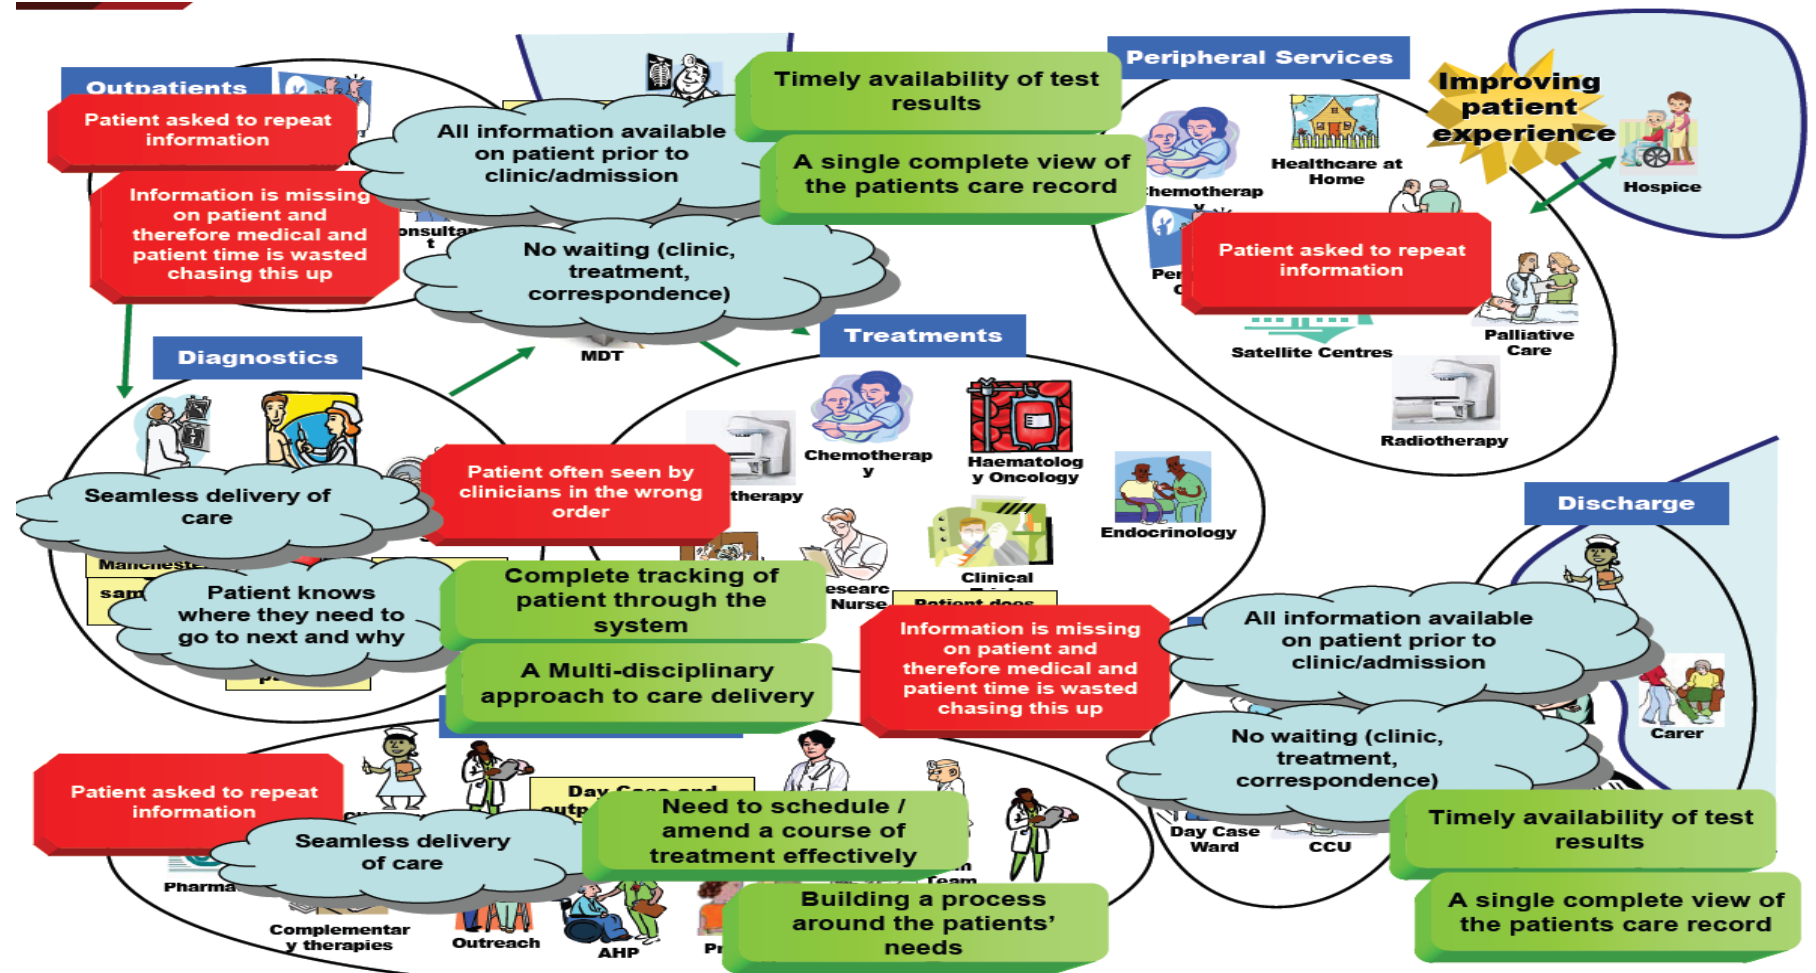 Outpatients
Patient asked to repeat
information
Information is missing
on patient and
therefore medical and
patient time is wasted
chasing this up
All information available
on patient prior to
clinic/admission
No waiting (clinic,
treatment,
correspondence)
MDT
Timely availability of test
results
A single complete view of
the patients care record
Peripheral Services
Healthcare at
Home
Patient asked to repeat
information
Satellite Centres
Palliative
Care
Radiotherapy
Improving
patient
experience
Hospice
Diagnostics
Seamless delivery of
care
Patient knows
where they need to
go to next and why
Patient often seen by
clinicians in the wrong
order
Complete tracking of
patient through the
system
A Multi-disciplinary
approach to care delivery
Treatments
Chemotherap
y
Haematolog
y Oncology
Endocrinology
Clinical
Nurse
Patient does
Information is missing
on patient and
therefore medical and
patient time is wasted
chasing this up
Discharge
All information available
on patient prior to
clinic/admission
No waiting (clinic,
treatment,
correspondence)
Carer
Day Case
Ward
CCU
Timely availability of test
results
A single complete view of
the patients care record
Patient asked to repeat
information
Seamless delivery
of care
Day Case and
Need to schedule /
amend a course of
treatment effectively
Team
Building a process
around the patients’
needs
Complementar
y therapies
Outreach
AHP